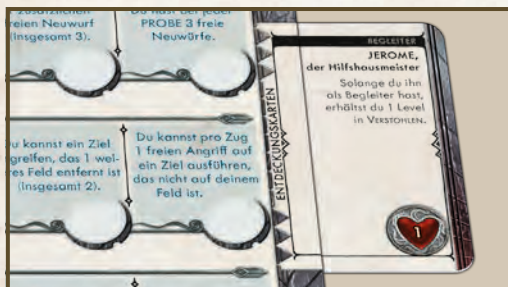 zusätzlichen
freien Neuwurf
(insgesamt 3).
Du hast bei jeder
PROBE 3 freie
Neuwürfe.
kannst ein Ziel
greifen, das 1 wei-
res Feld entfernt ist
(insgesamt 2).
Du kannst pro Zug
1 freien Angriff auf
ein Ziel ausführen,
das nicht auf deinem
Feld ist.
ENTDECKUNGSKARTEN
BEGLEITER
JEROME,
der Hilfshausmeister
Solange du ihn
als Begleiter hast,
erhältst du 1 Level
in VERSTOHLEN.
1